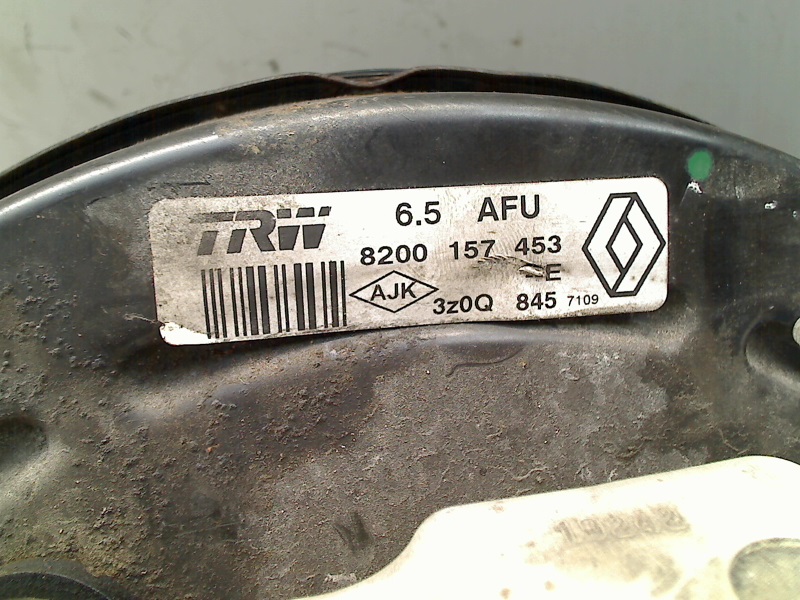 TRW 6.5 AFU
8200 157 453
E
AJK 3z0Q 845 7109